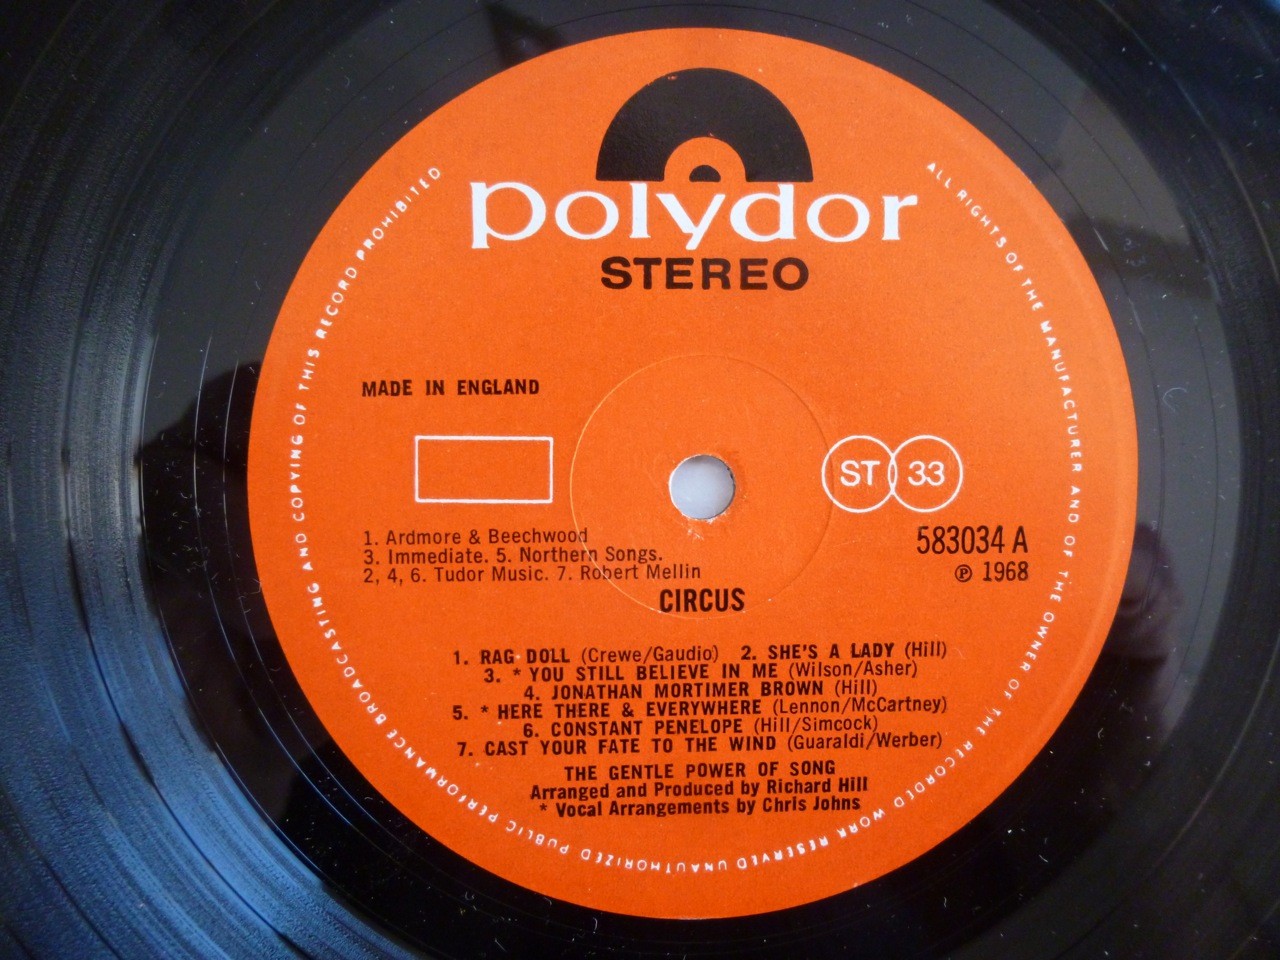 polydor
STEREO
MADE IN ENGLAND
ST 33
1. Ardmore & Beechwood
3. Immediate. 5. Northern Songs.
2, 4, 6. Tudor Music. 7. Robert Mellin
583034 A
℗ 1968
CIRCUS
1. RAG DOLL (Crewe/Gaudio) 2. SHE'S A LADY (Hill)
3. * YOU STILL BELIEVE IN ME (Wilson/Asher)
4. JONATHAN MORTIMER BROWN (Hill)
5. * HERE THERE & EVERYWHERE (Lennon/McCartney)
6. CONSTANT PENELOPE (Hill/Simcock)
7. CAST YOUR FATE TO THE WIND (Guaraldi/Werber)
THE GENTLE POWER OF SONG
Arranged and Produced by Richard Hill
* Vocal Arrangements by Chris Johns
ALL RIGHTS OF THE MANUFACTURER AND OF THE OWNER OF THE RECORDED WORK RESERVED UNAUTHORIZED PUBLIC PERFORMANCE BROADCASTING AND COPYING OF THIS RECORD PROHIBITED